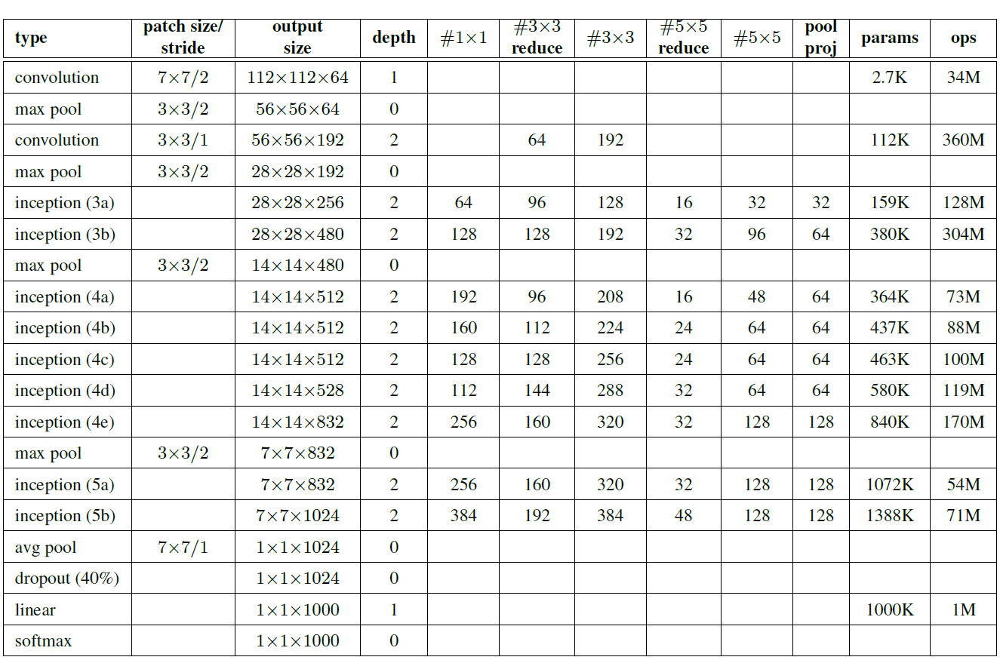 type patch size/ stride output size depth #1×1 #3×3 reduce #3×3 #5×5 reduce #5×5 pool proj params ops
convolution 7×7/2 112×112×64 1 2.7K 34M
max pool 3×3/2 56×56×64 0
convolution 3×3/1 56×56×192 2 64 192 112K 360M
max pool 3×3/2 28×28×192 0
inception (3a) 28×28×256 2 64 96 128 16 32 32 159K 128M
inception (3b) 28×28×480 2 128 128 192 32 96 64 380K 304M
max pool 3×3/2 14×14×480 0
inception (4a) 14×14×512 2 192 96 208 16 48 64 364K 73M
inception (4b) 14×14×512 2 160 112 224 24 64 64 437K 88M
inception (4c) 14×14×512 2 128 128 256 24 64 64 463K 100M
inception (4d) 14×14×528 2 112 144 288 32 64 64 580K 119M
inception (4e) 14×14×832 2 256 160 320 32 128 128 840K 170M
max pool 3×3/2 7×7×832 0
inception (5a) 7×7×832 2 256 160 320 32 128 128 1072K 54M
inception (5b) 7×7×1024 2 384 192 384 48 128 128 1388K 71M
avg pool 7×7/1 1×1×1024 0
dropout (40%) 1×1×1024 0
linear 1×1×1000 1 1000K 1M
softmax 1×1×1000 0